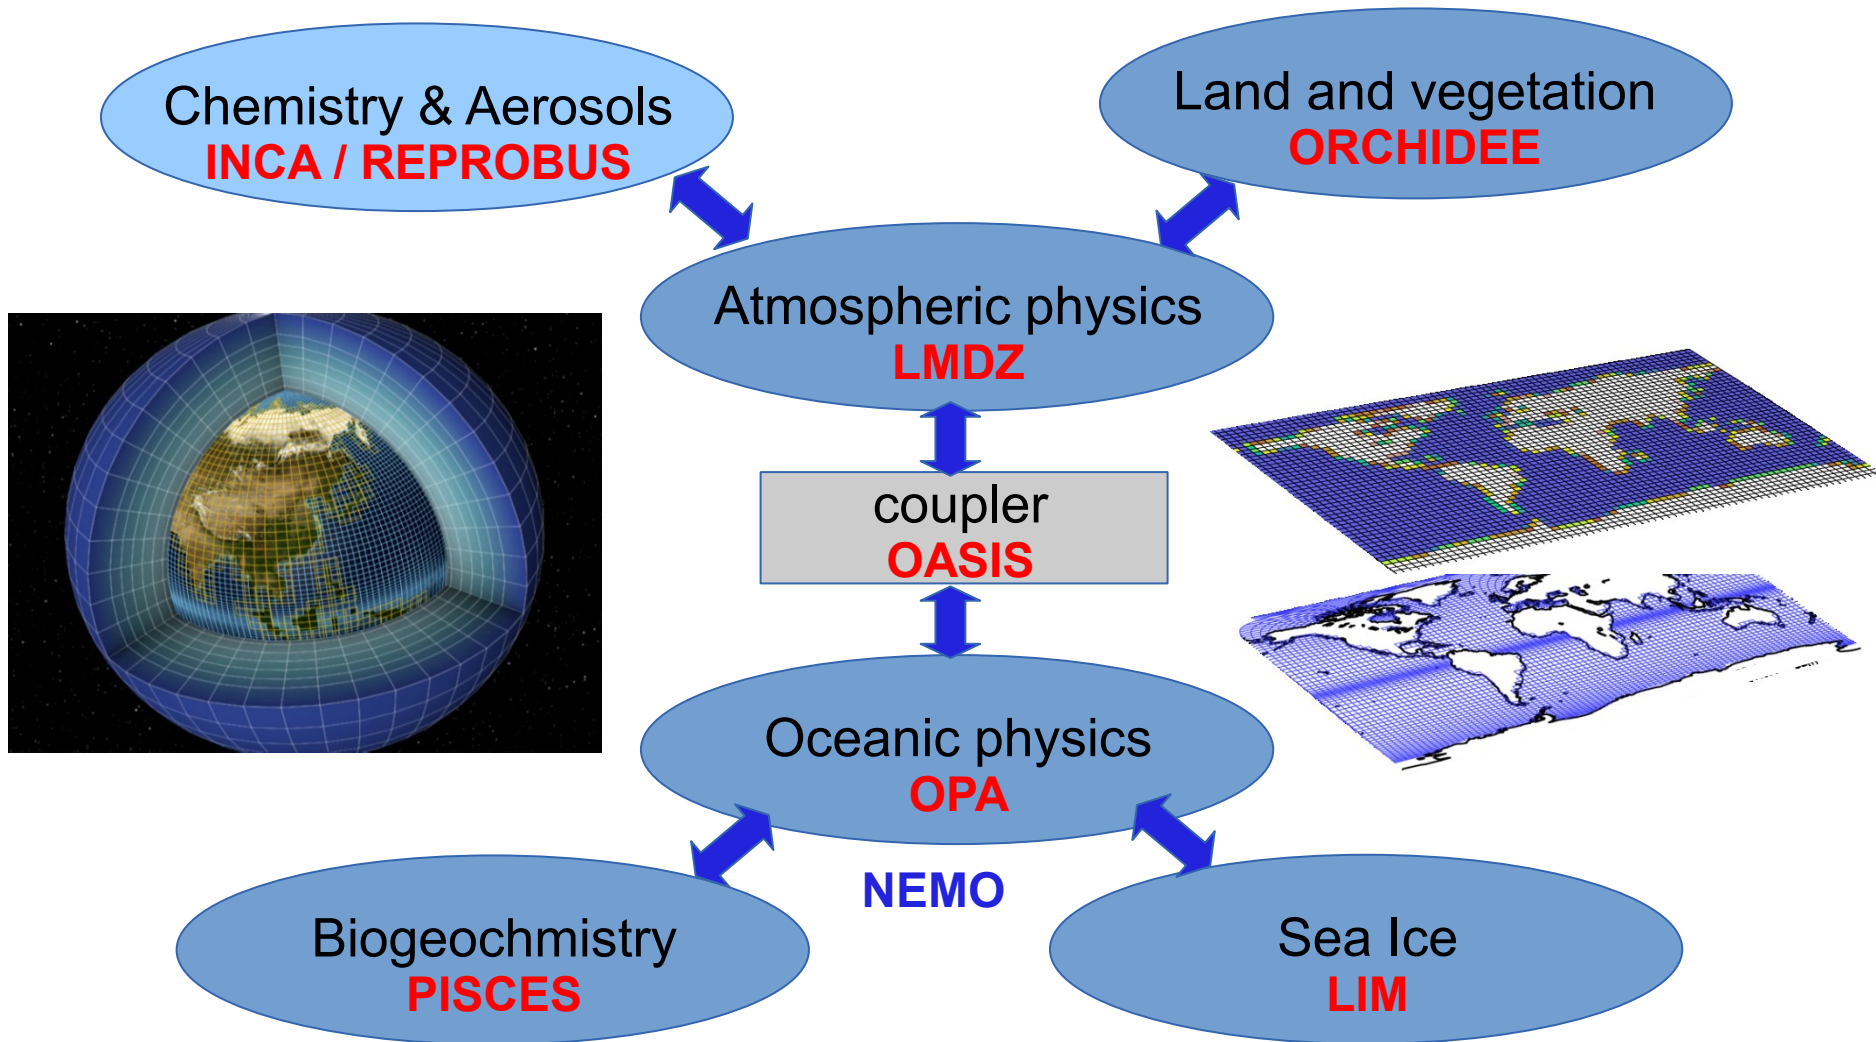 Chemistry & Aerosols
INCA / REPROBUS
Land and vegetation
ORCHIDEE
Atmospheric physics
LMDZ
coupler
OASIS
Oceanic physics
OPA
NEMO
Biogeochmistry
PISCES
Sea Ice
LIM